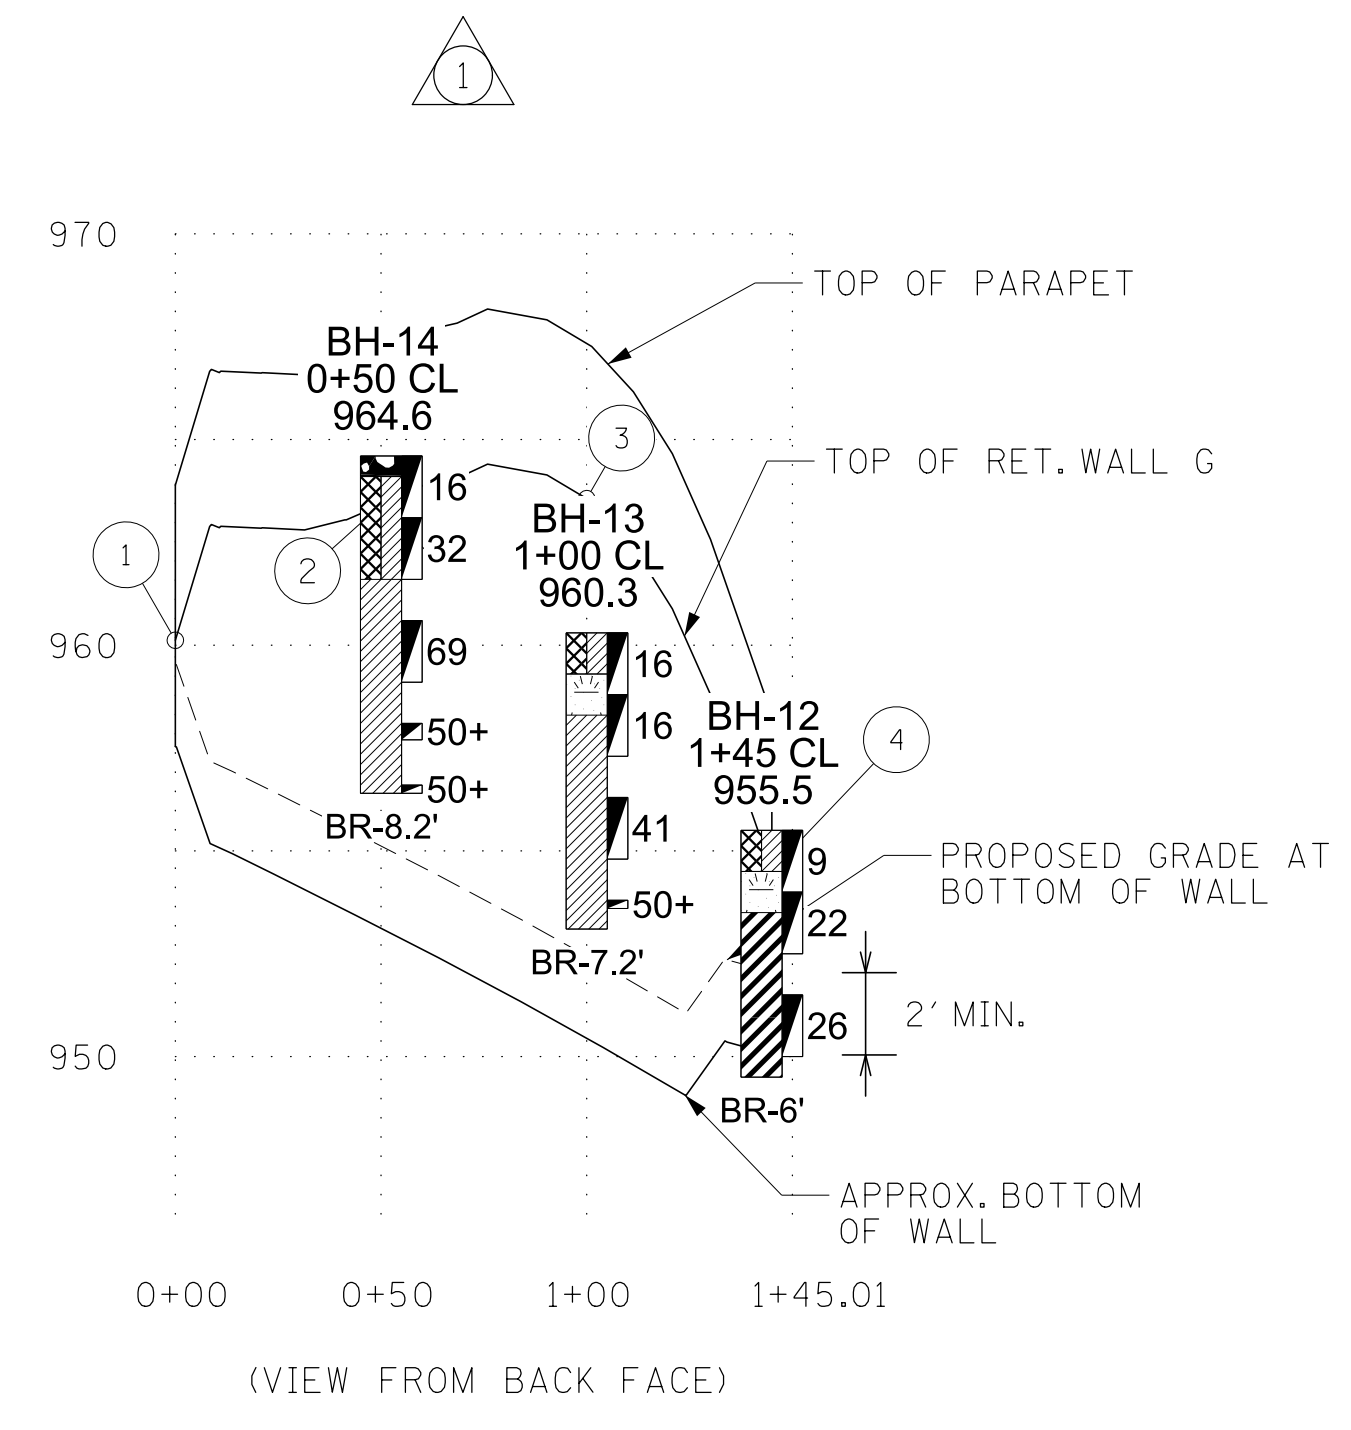 1
970
TOP OF PARAPET
BH-14
0+50 CL
964.6
3
TOP OF RET. WALL G
16
BH-13
1+00 CL
960.3
32
1
2
960
69
16
50+
16
BH-12
1+45 CL
955.5
4
50+
BR-8.2'
41
9
PROPOSED GRADE AT
BOTTOM OF WALL
50+
22
BR-7.2'
2' MIN.
26
950
BR-6'
APPROX. BOTTOM
OF WALL
0+00
0+50
1+00
1+45.01
(VIEW FROM BACK FACE)